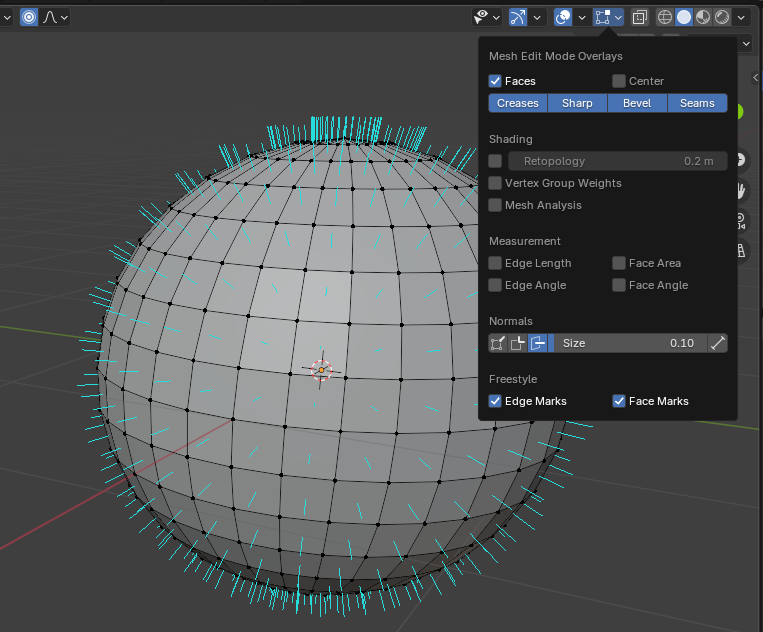 Mesh Edit Mode Overlays
Faces Center
Creases Sharp Bevel Seams
Shading
Retopology 0.2 m
Vertex Group Weights
Mesh Analysis
Measurement
Edge Length Face Area
Edge Angle Face Angle
Normals
Size 0.10
Freestyle
Edge Marks Face Marks